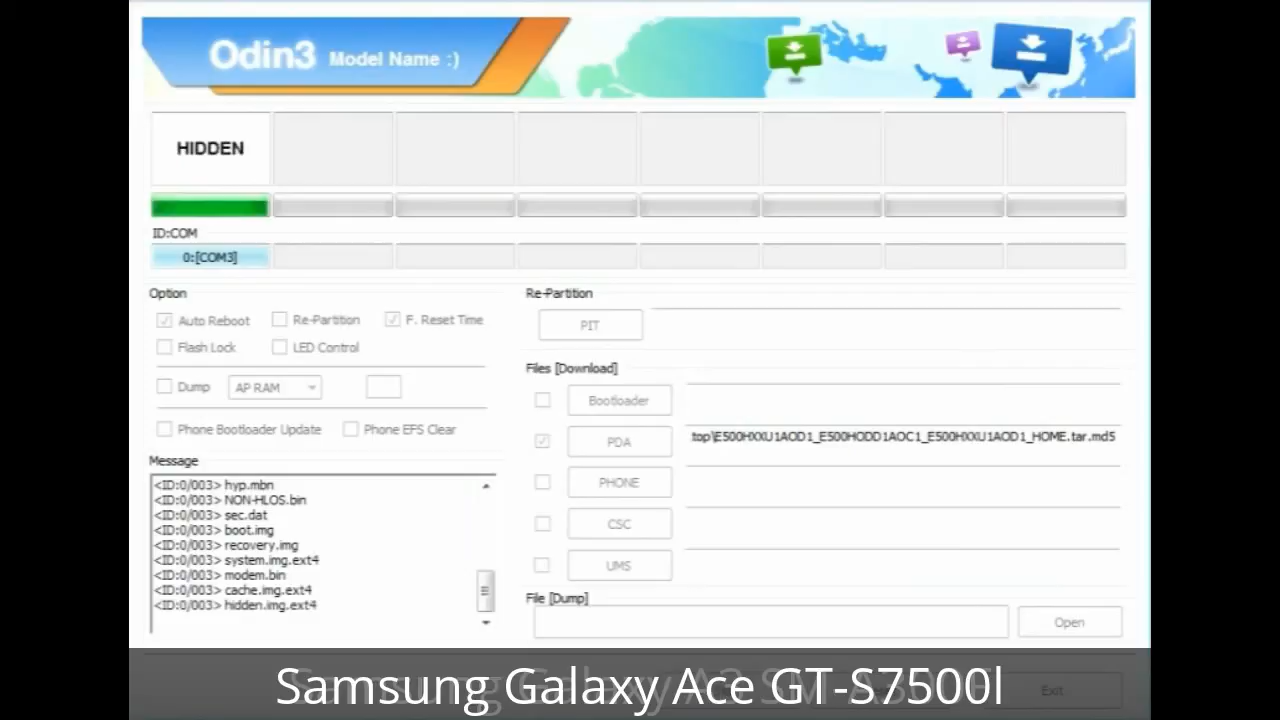 Odin3 Model Name :)
HIDDEN
ID:COM
0:[COM3]
Option
Auto Reboot Re-Partition F. Reset Time
Flash Lock LED Control
Dump AP RAM
Phone Bootloader Update Phone EFS Clear
Message
<ID:0/003> hyp.mbn
<ID:0/003> NON-HLOS.bin
<ID:0/003> sec.dat
<ID:0/003> boot.img
<ID:0/003> recovery.img
<ID:0/003> system.img.ext4
<ID:0/003> modem.bin
<ID:0/003> cache.img.ext4
<ID:0/003> hidden.img.ext4
Re-Partition
PIT
Files [Download]
Bootloader
PDA top\E500HXXU1AOD1_E500HODD1AOC1_E500HXXU1AOD1_HOME.tar.md5
PHONE
CSC
UMS
File [Dump]
Open
Exit
Samsung Galaxy Ace GT-S7500l